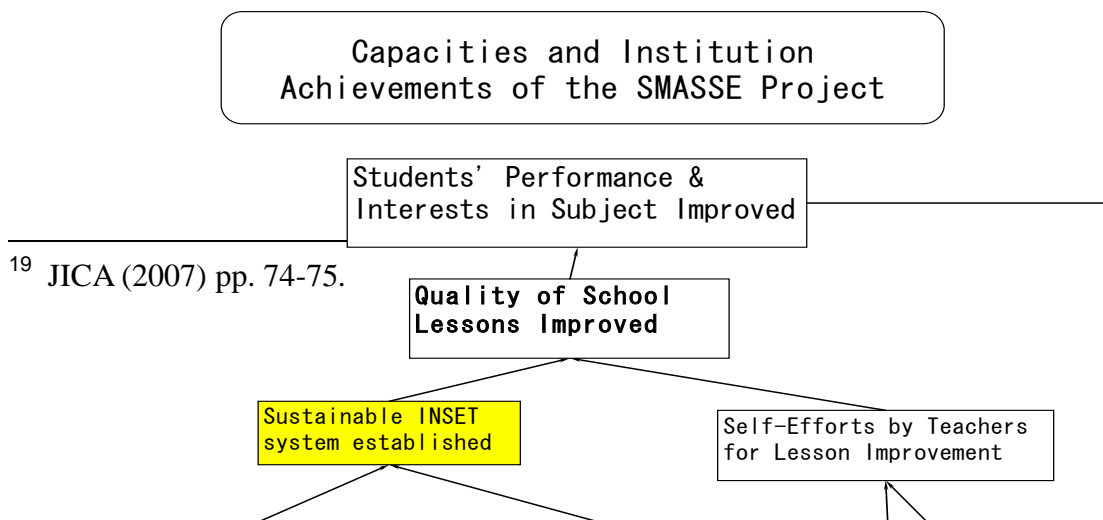 Capacities and Institution
Achievements of the SMASSE Project
Students' Performance &
Interests in Subject Improved
19 JICA (2007) pp. 74-75.
Quality of School
Lessons Improved
Sustainable INSET
system established
Self-Efforts by Teachers
for Lesson Improvement